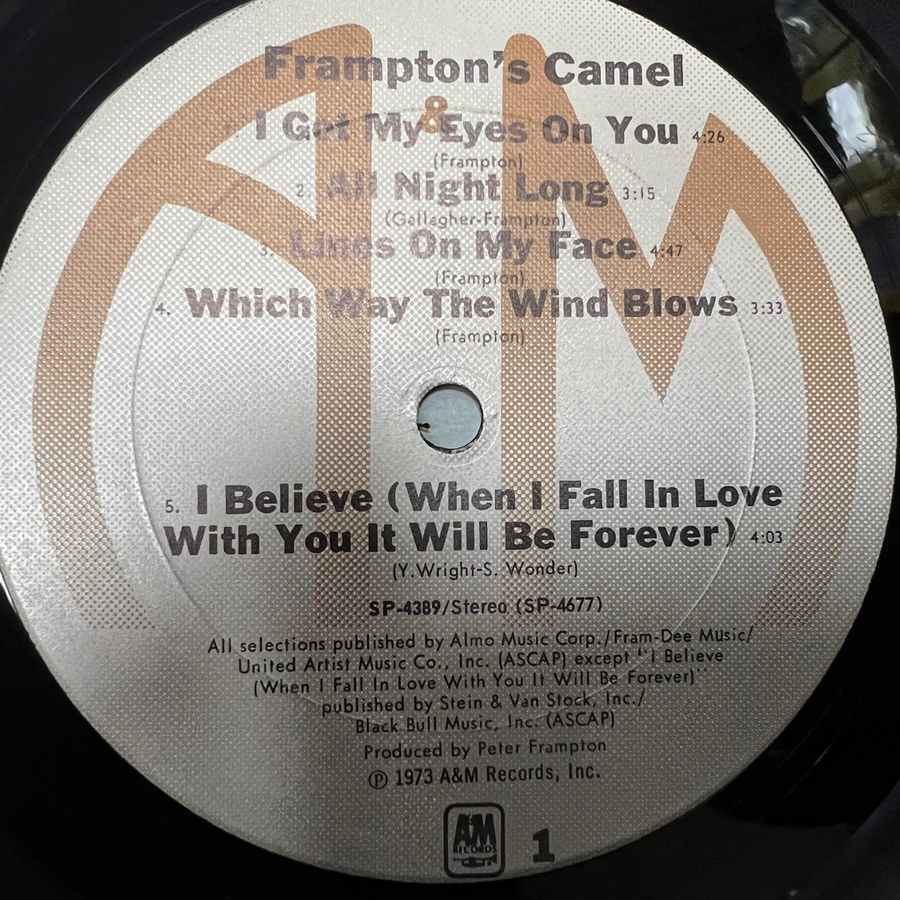 Frampton's Camel
&
I Got My Eyes On You 4:26
(Frampton)
2. All Night Long 3:15
(Gallagher-Frampton)
3. Lines On My Face 4:47
(Frampton)
4. Which Way The Wind Blows 3:33
(Frampton)
5. I Believe (When I Fall In Love
With You It Will Be Forever) 4:03
(Y.Wright-S. Wonder)
SP-4389/Stereo (SP-4677)
All selections published by Almo Music Corp./Fram-Dee Music/
United Artist Music Co., Inc. (ASCAP) except "I Believe
(When I Fall In Love With You It Will Be Forever)'
published by Stein & Van Stock, Inc./
Black Bull Music, Inc. (ASCAP)
Produced by Peter Frampton
℗ 1973 A&M Records, Inc.
A&M
RECORDS
1